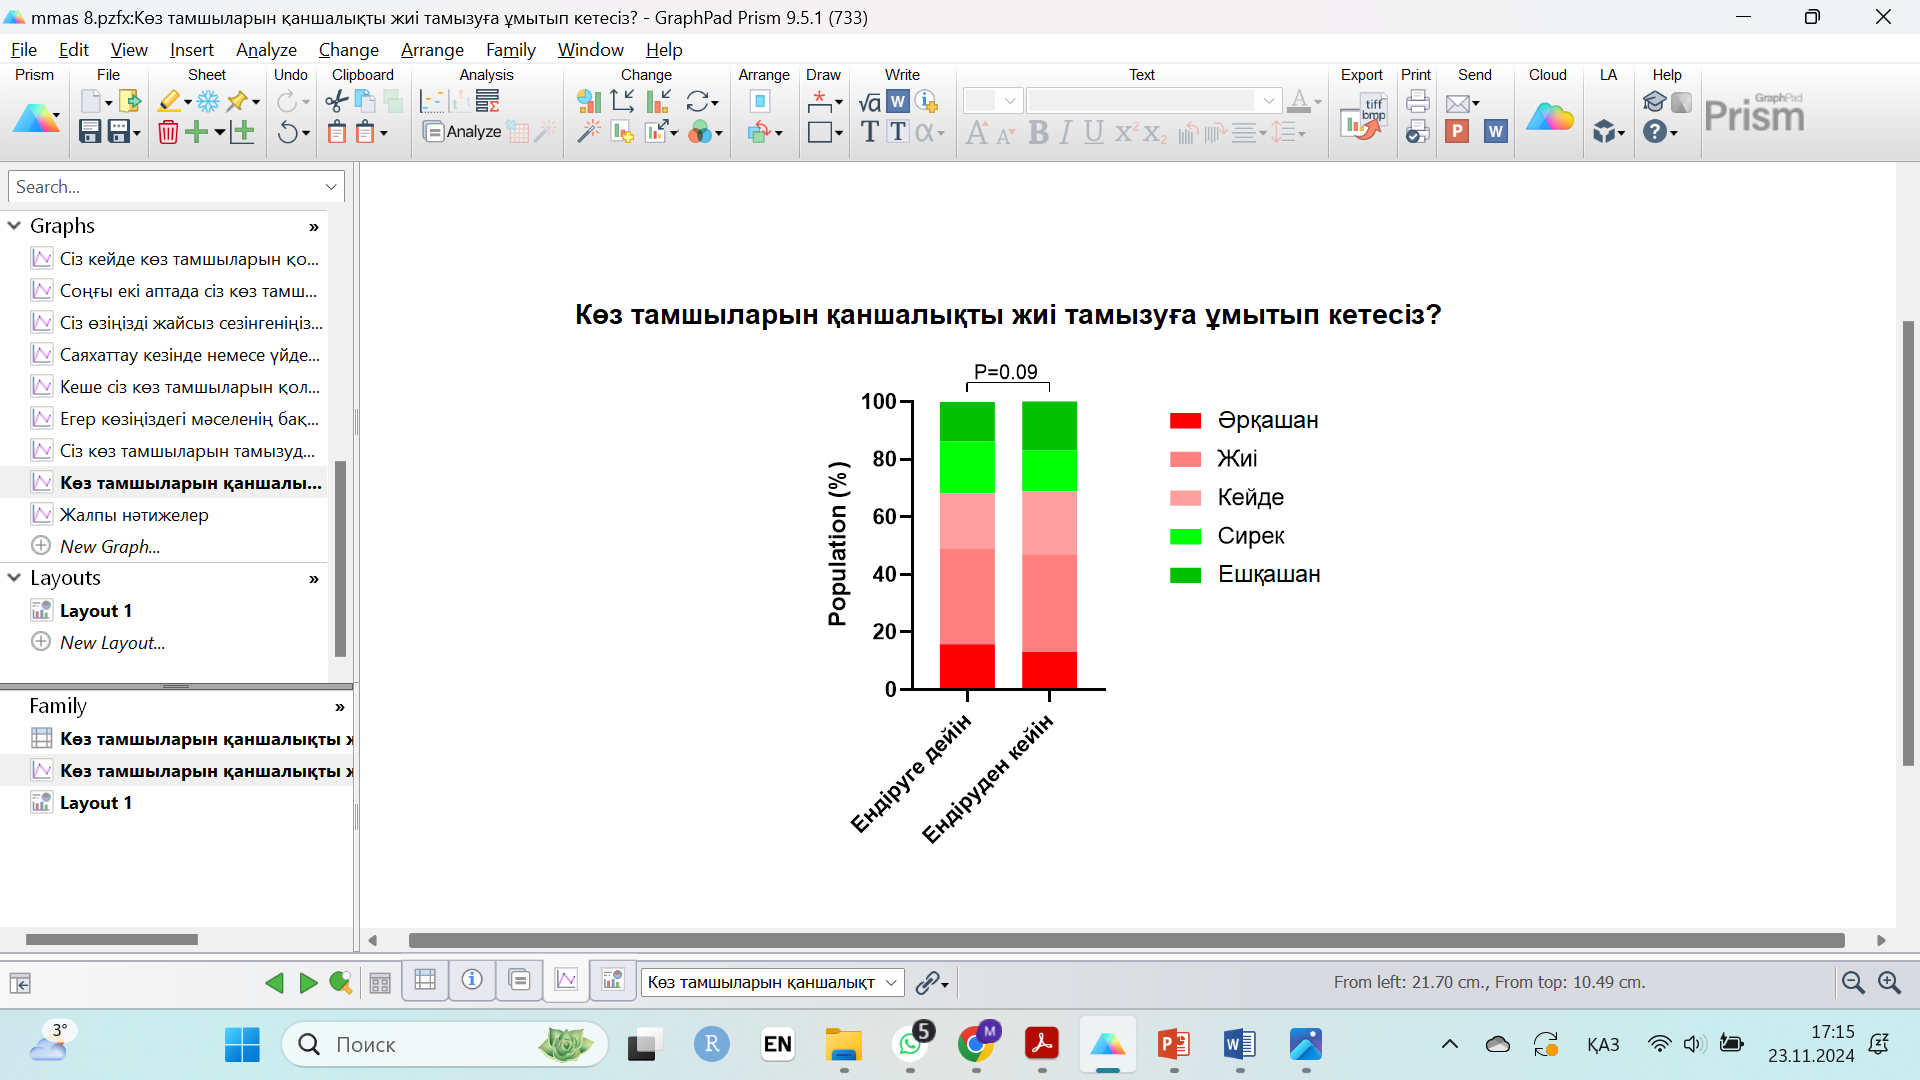 mmas 8.pzfx:Көз тамшыларын қаншалықты жиі тамызуға ұмытып кетесіз? - GraphPad Prism 9.5.1 (733)
File Edit View Insert Analyze Change Arrange Family Window Help
Prism File Sheet Undo Clipboard Analysis Change Arrange Draw Write Text Export Print Send Cloud LA Help
Analyze
tiff
bmp
GraphPad
Prism
Search...
Graphs
Сіз кейде көз тамшыларын қо...
Соңғы екі аптада сіз көз тамш...
Сіз өзіңізді жайсыз сезінгеніңіз...
Саяхаттау кезінде немесе үйде...
Кеше сіз көз тамшыларын қол...
Егер көзіңіздегі мәселенің бақ...
Сіз көз тамшыларын тамызуд...
Көз тамшыларын қаншалы...
Жалпы нәтижелер
New Graph...
Layouts
Layout 1
New Layout...
Family
Көз тамшыларын қаншалықты ж
Көз тамшыларын қаншалықты ж
Layout 1
Көз тамшыларын қаншалықты жиі тамызуға ұмытып кетесіз?
P=0.09
100
80
60
40
20
0
Population (%)
Ендіруге дейін
Ендіруден кейін
Әрқашан
Жиі
Кейде
Сирек
Ешқашан
Көз тамшыларын қаншалықт
From left: 21.70 cm., From top: 10.49 cm.
3°
Поиск
R
EN
5
M
ҚАЗ
17:15
23.11.2024